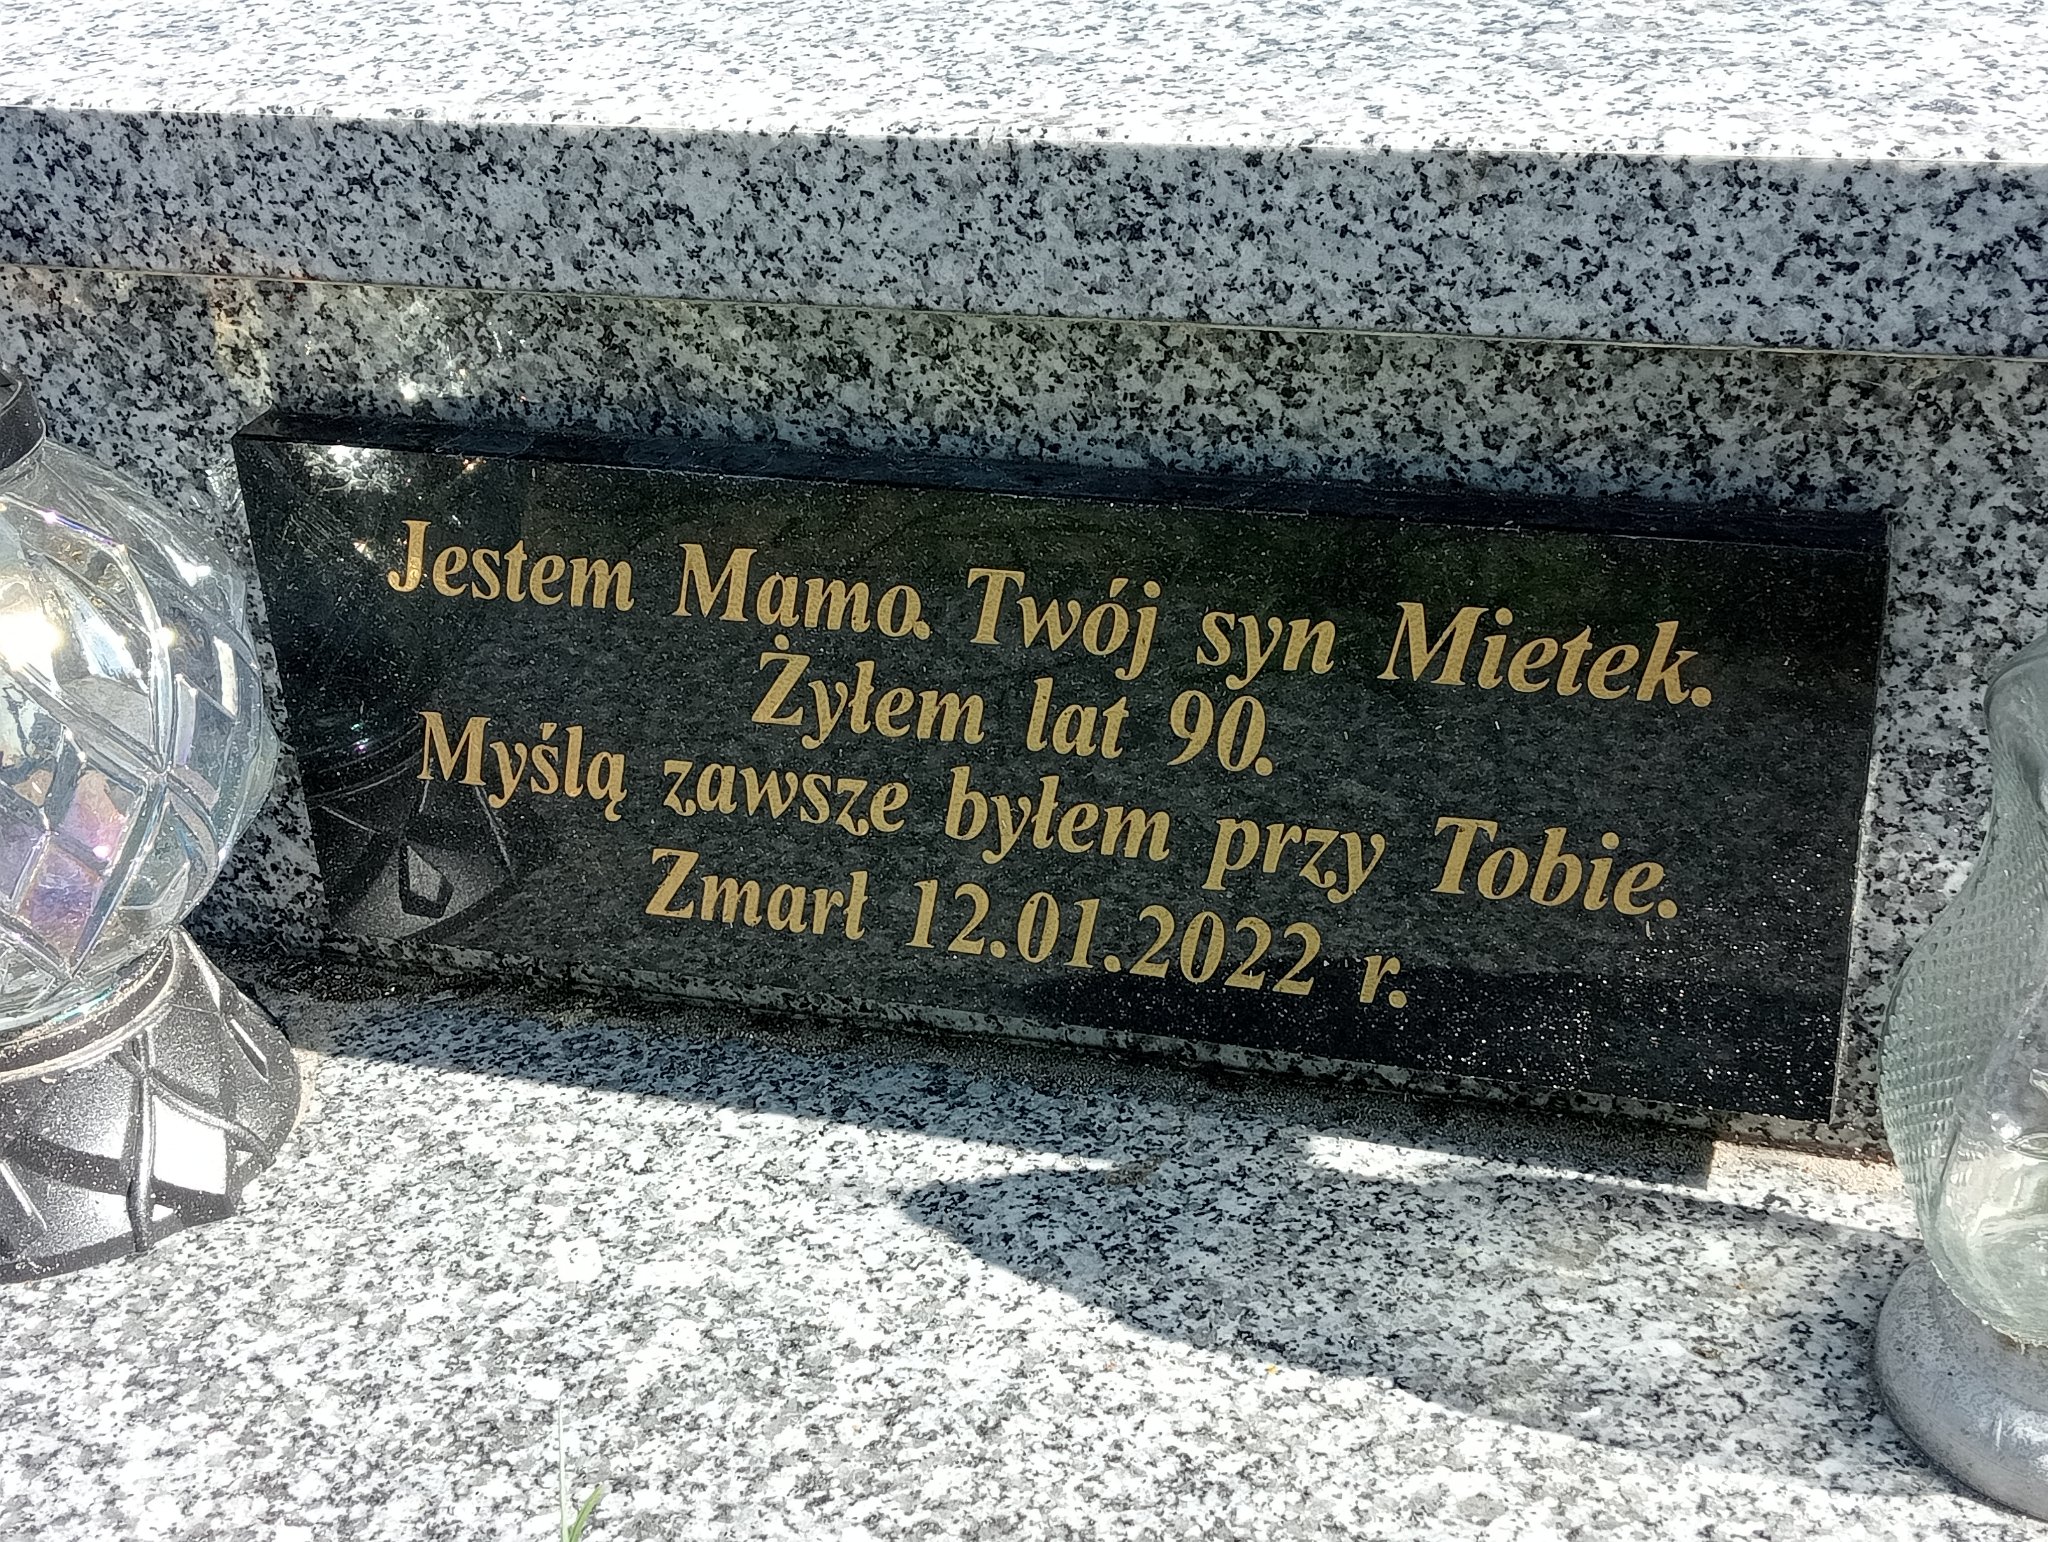 Jestem Mamo. Twój syn Mietek.
Żyłem lat 90.
Myślą zawsze byłem przy Tobie.
Zmarł 12.01.2022 r.